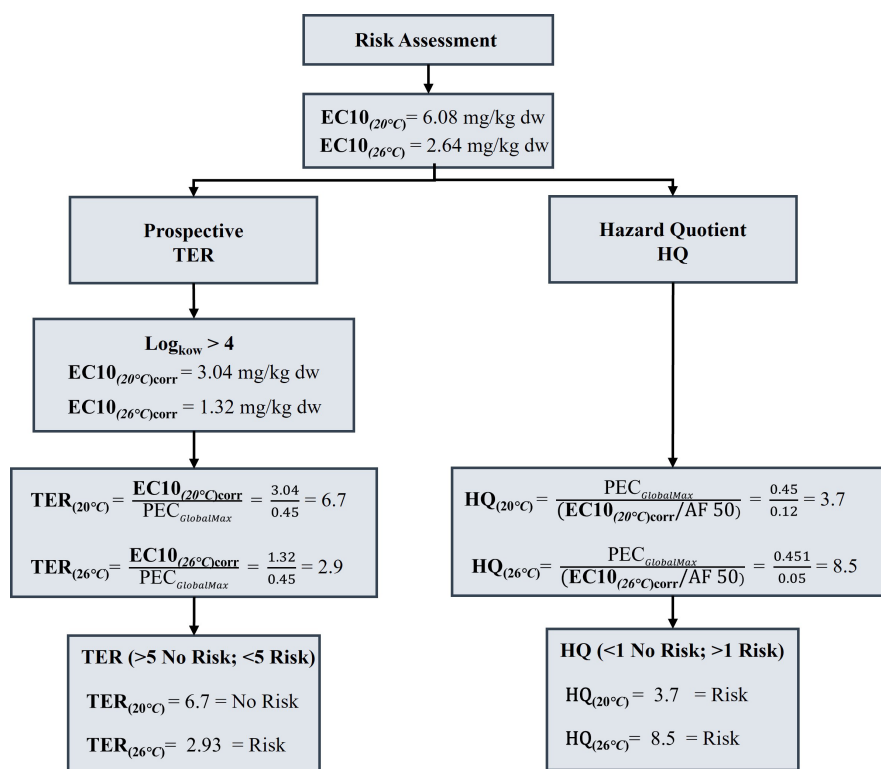 Risk Assessment
EC10(20°C)= 6.08 mg/kg dw
EC10(26°C) = 2.64 mg/kg dw
Prospective
TER
Hazard Quotient
HQ
Logkow > 4
EC10(20°C)corr = 3.04 mg/kg dw
EC10(26°C)corr = 1.32 mg/kg dw
TER(20°C)= EC10(20°C)corr/PECGlobalMax = 3.04/0.45 = 6.7
TER(26°C)= EC10(26°C)corr/PECGlobalMax = 1.32/0.45 = 2.9
HQ(20°C)= PECGlobalMax/(EC10(20°C)corr/AF 50) = 0.45/0.12 = 3.7
HQ(26°C)= PECGlobalMax/(EC10(26°C)corr/AF 50) = 0.451/0.05 = 8.5
TER (>5 No Risk; <5 Risk)
TER(20°C)= 6.7 = No Risk
TER(26°C)= 2.93 = Risk
HQ (<1 No Risk; >1 Risk)
HQ(20°C)= 3.7 = Risk
HQ(26°C)= 8.5 = Risk